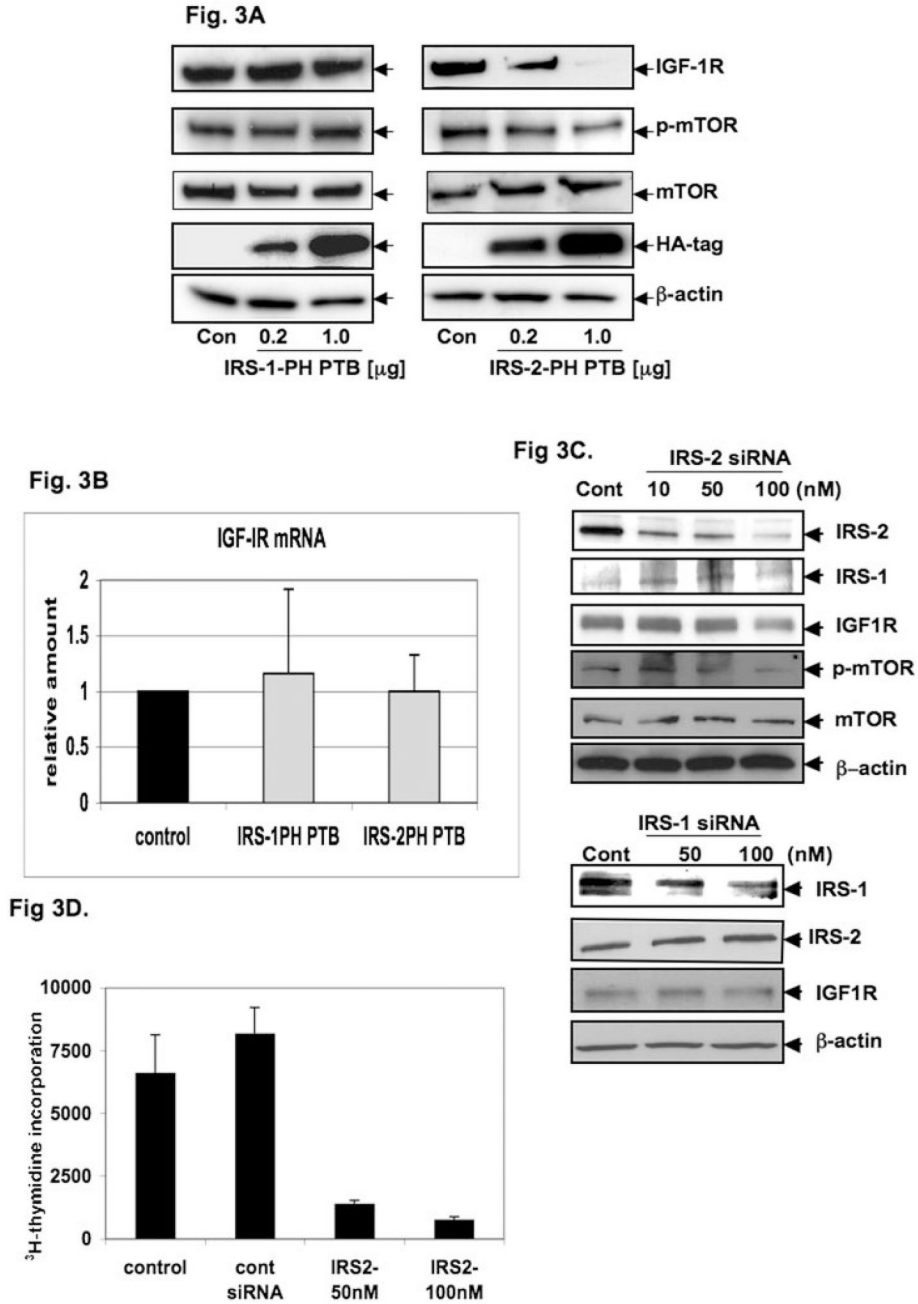 Fig. 3A
IGF-1R
p-mTOR
mTOR
HA-tag
β-actin
Con 0.2 1.0
IRS-1-PH PTB [μg]
Con 0.2 1.0
IRS-2-PH PTB [μg]
Fig. 3B
IGF-IR mRNA
relative amount
2
1.5
1
0.5
0
control IRS-1PH PTB IRS-2PH PTB
Fig 3C.
IRS-2 siRNA
Cont 10 50 100 (nM)
IRS-2
IRS-1
IGF1R
p-mTOR
mTOR
β–actin
IRS-1 siRNA
Cont 50 100 (nM)
IRS-1
IRS-2
IGF1R
β-actin
Fig 3D.
³H-thymidine incorporation
10000
7500
5000
2500
0
control cont siRNA IRS2-50nM IRS2-100nM